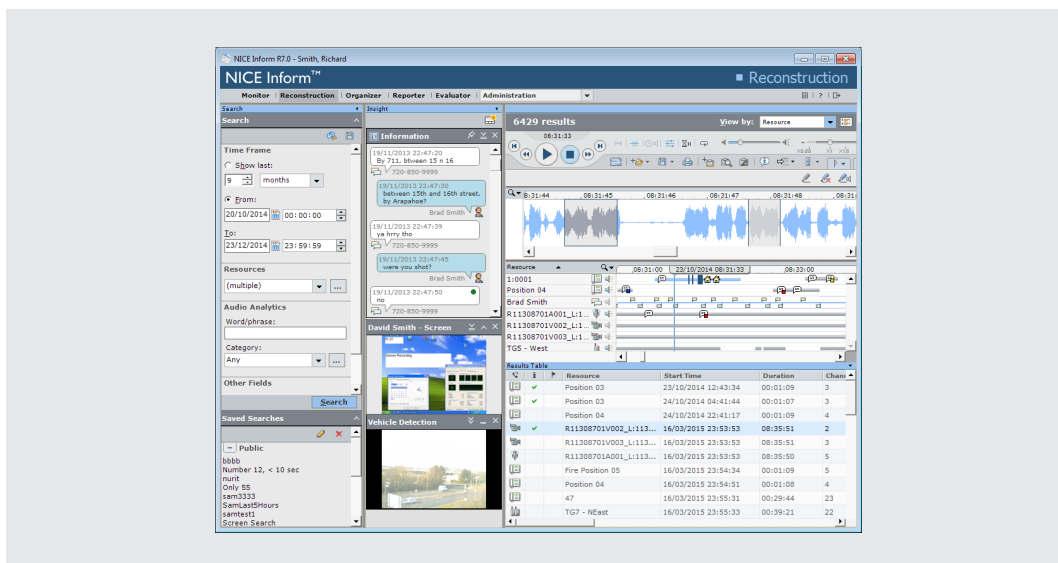 NICE Inform R7.0 - Smith, Richard
NICE Inform™
Reconstruction
Monitor Reconstruction Organizer Reporter Evaluator Administration
Search
Search
Time Frame
Show last:
9 months
From:
20/10/2014 00:00:00
To:
23/12/2014 23:59:59
Resources
(multiple) ...
Audio Analytics
Word/phrase:
Category:
Any ...
Other Fields
Search
Saved Searches
Public
bbbb
Number 12, < 10 sec
nurit
Only 55
sam3333
SamLast5Hours
samtest1
Screen Search
Insight
Information
19/11/2013 22:47:20
By 711, btween 15 n 16
720-850-9999
19/11/2013 22:47:30
between 15th and 16th street.
by Arapahoe?
Brad Smith
19/11/2013 22:47:39
ya hrry tho
720-850-9999
19/11/2013 22:47:45
were you shot?
Brad Smith
19/11/2013 22:47:50
no
720-850-9999
David Smith - Screen
Vehicle Detection
6429 results
View by: Resource
08:31:33
8:31:44 08:31:45 08:31:46 08:31:47 08:31:48 08:31
Resource 08:31:00 23/10/2014 08:31:33 08:33:00
1:0001
Position 04
Brad Smith
R11308701A001_L:1...
R11308701V002_L:1...
R11308701V003_L:1...
TG5 - West
Results Table
Resource Start Time Duration Chan
Position 03 23/10/2014 12:43:34 00:01:09 3
Position 03 24/10/2014 04:41:44 00:01:07 3
Position 04 24/10/2014 22:41:17 00:01:09 4
R11308701V002_L:113... 16/03/2015 23:53:53 08:35:51 2
R11308701V003_L:113... 16/03/2015 23:53:53 08:35:51 3
R11308701A001_L:113... 16/03/2015 23:53:53 08:35:50 5
Fire Position 05 16/03/2015 23:54:34 00:01:09 5
Position 04 16/03/2015 23:54:51 00:01:08 4
47 16/03/2015 23:55:31 00:29:44 23
TG7 - NEast 16/03/2015 23:55:33 00:39:21 22